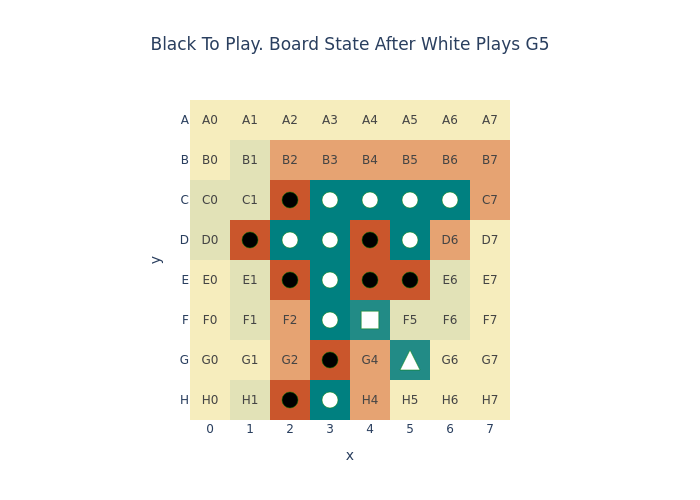 Black To Play. Board State After White Plays G5
A A0 A1 A2 A3 A4 A5 A6 A7
B B0 B1 B2 B3 B4 B5 B6 B7
C C0 C1 C7
D D0 D6 D7
E E0 E1 E6 E7
F F0 F1 F2 F5 F6 F7
G G0 G1 G2 G4 G6 G7
H H0 H1 H4 H5 H6 H7
0 1 2 3 4 5 6 7
x
y